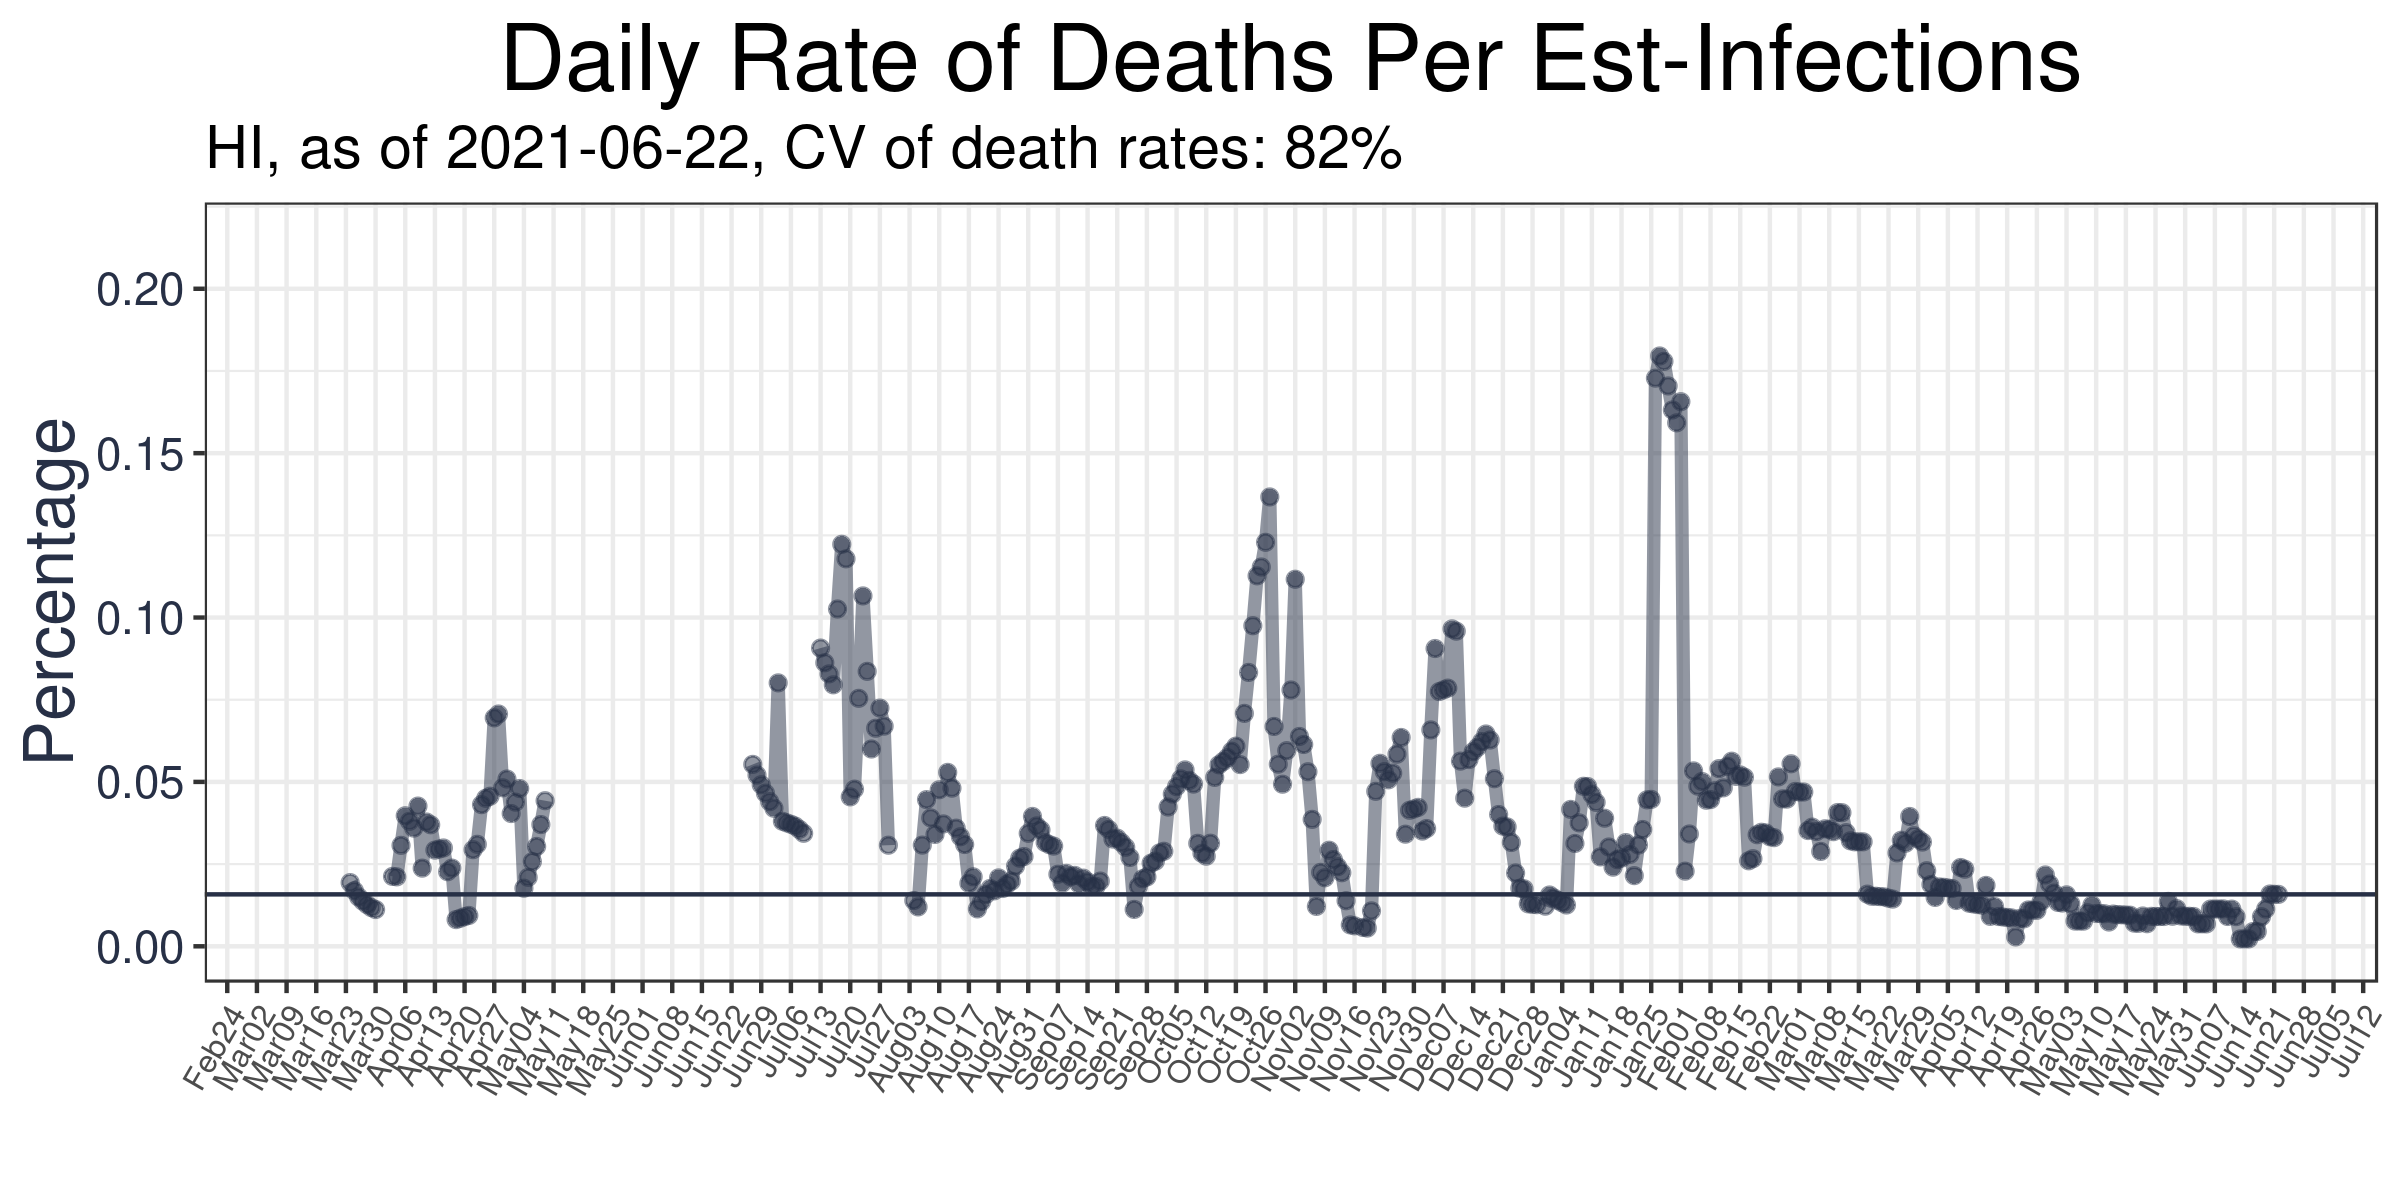 Daily Rate of Deaths Per Est-Infections
HI, as of 2021-06-22, CV of death rates: 82%
Percentage
0.20
0.15
0.10
0.05
0.00
Feb24
Mar02
Mar09
Mar16
Mar23
Mar30
Apr06
Apr13
Apr20
Apr27
May04
May11
May18
May25
Jun01
Jun08
Jun15
Jun22
Jun29
Jul06
Jul13
Jul20
Jul27
Aug03
Aug10
Aug17
Aug24
Aug31
Sep07
Sep14
Sep21
Sep28
Oct05
Oct12
Oct19
Oct26
Nov02
Nov09
Nov16
Nov23
Nov30
Dec07
Dec14
Dec21
Dec28
Jan04
Jan11
Jan18
Jan25
Feb01
Feb08
Feb15
Feb22
Mar01
Mar08
Mar15
Mar22
Mar29
Apr05
Apr12
Apr19
Apr26
May03
May10
May17
May24
May31
Jun07
Jun14
Jun21
Jun28
Jul05
Jul12